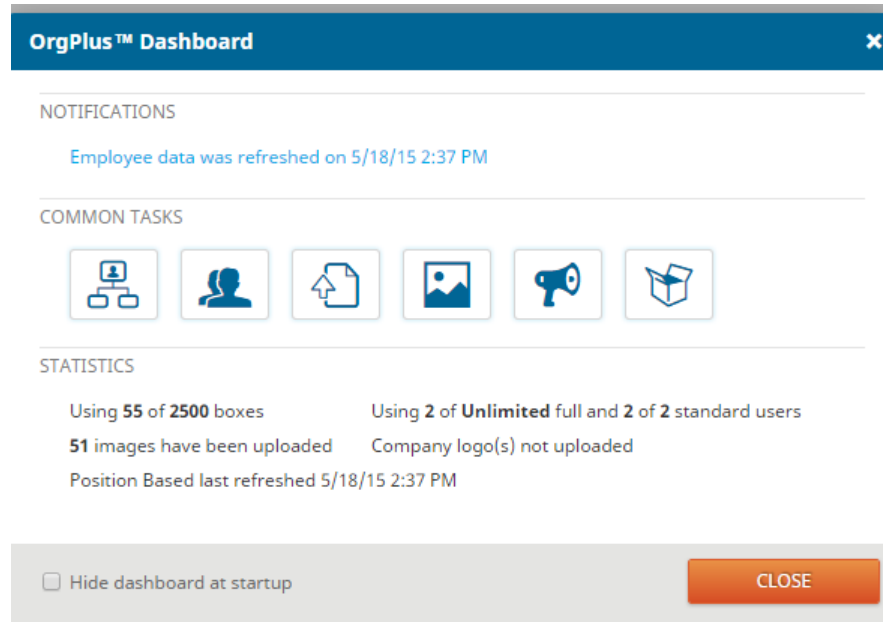 OrgPlus™ Dashboard
NOTIFICATIONS
Employee data was refreshed on 5/18/15 2:37 PM
COMMON TASKS
STATISTICS
Using 55 of 2500 boxes
Using 2 of Unlimited full and 2 of 2 standard users
51 images have been uploaded
Company logo(s) not uploaded
Position Based last refreshed 5/18/15 2:37 PM
Hide dashboard at startup
CLOSE